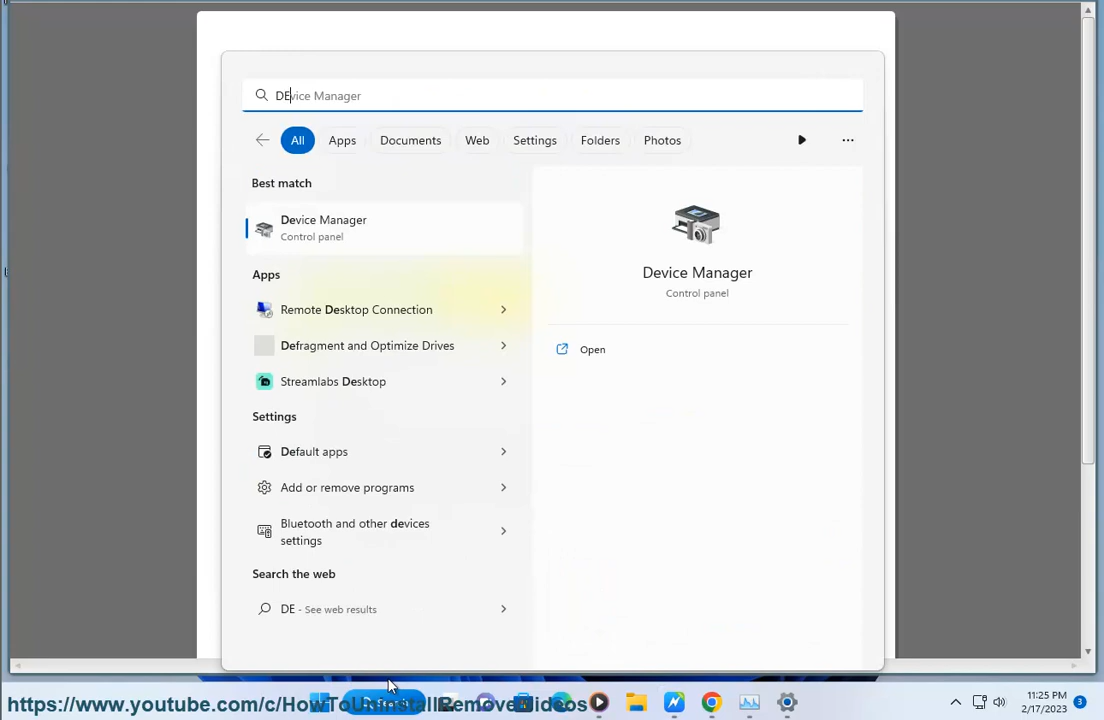 DEvice Manager
All Apps Documents Web Settings Folders Photos
Best match
Device Manager
Control panel
Device Manager
Control panel
Open
Apps
Remote Desktop Connection
Defragment and Optimize Drives
Streamlabs Desktop
Settings
Default apps
Add or remove programs
Bluetooth and other devices
settings
Search the web
DE - See web results
https://www.youtube.com/c/HowToUninstallRemoveVideos
11:25 PM
2/17/2023
3